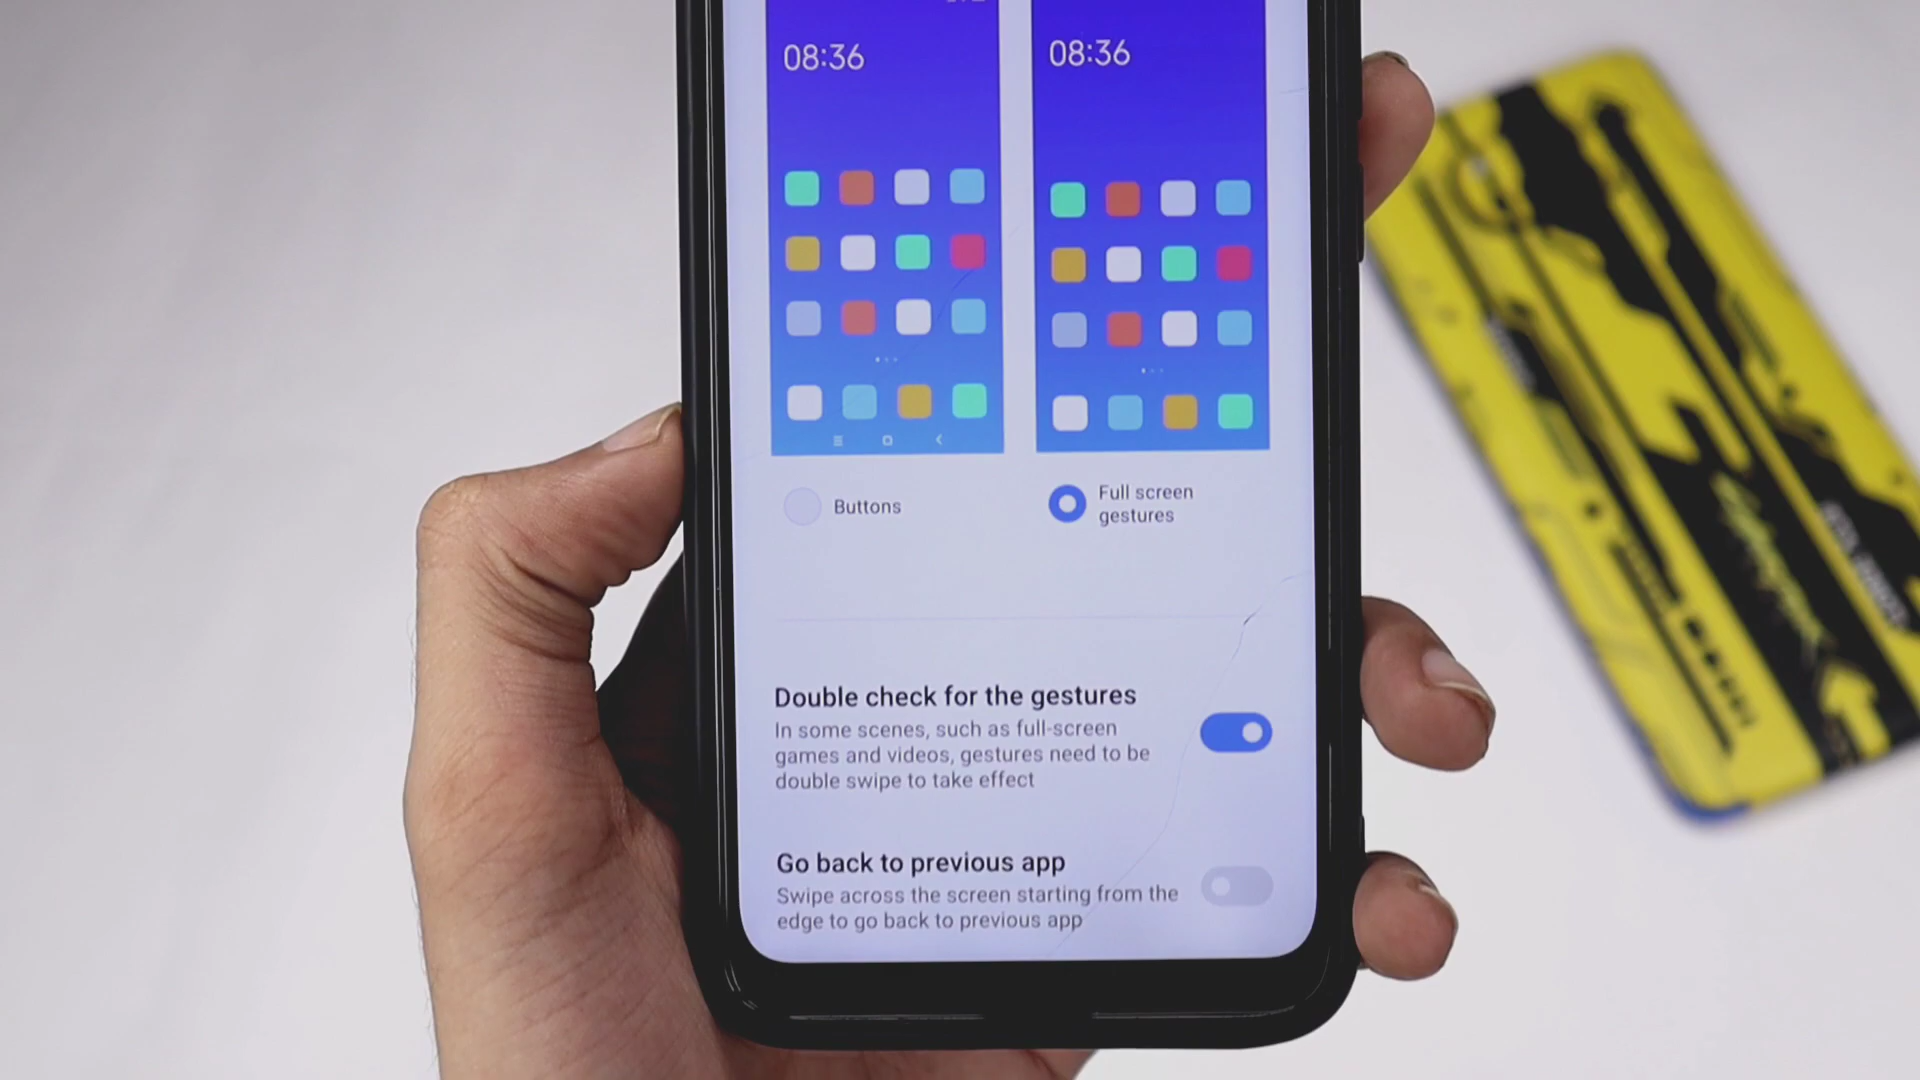 08:36
08:36
Buttons
Full screen
gestures
Double check for the gestures
In some scenes, such as full-screen
games and videos, gestures need to be
double swipe to take effect
Go back to previous app
Swipe across the screen starting from the
edge to go back to previous app